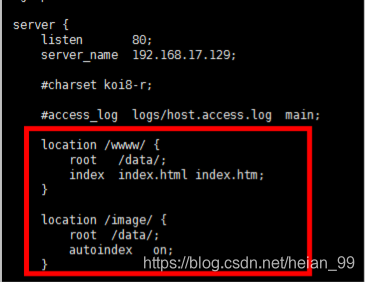 server {
listen 80;
server_name 192.168.17.129;
#charset koi8-r;
#access_log logs/host.access.log main;
location /wwww/ {
root /data/;
index index.html index.htm;
}
location /image/ {
root /data/;
autoindex on;
}
https://blog.csdn.net/heian_99